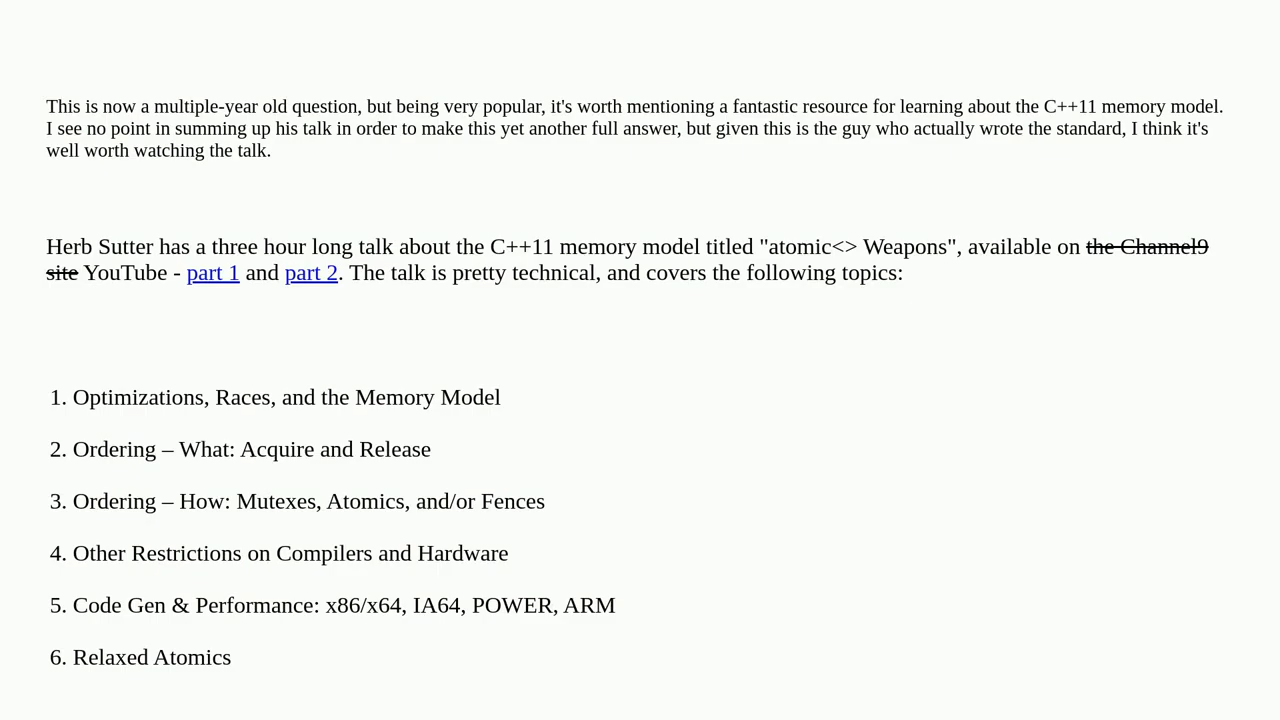 This is now a multiple-year old question, but being very popular, it's worth mentioning a fantastic resource for learning about the C++11 memory model.
I see no point in summing up his talk in order to make this yet another full answer, but given this is the guy who actually wrote the standard, I think it's
well worth watching the talk.
Herb Sutter has a three hour long talk about the C++11 memory model titled "atomic<> Weapons", available on the Channel9
site YouTube - part 1 and part 2. The talk is pretty technical, and covers the following topics:
1. Optimizations, Races, and the Memory Model
2. Ordering – What: Acquire and Release
3. Ordering – How: Mutexes, Atomics, and/or Fences
4. Other Restrictions on Compilers and Hardware
5. Code Gen & Performance: x86/x64, IA64, POWER, ARM
6. Relaxed Atomics